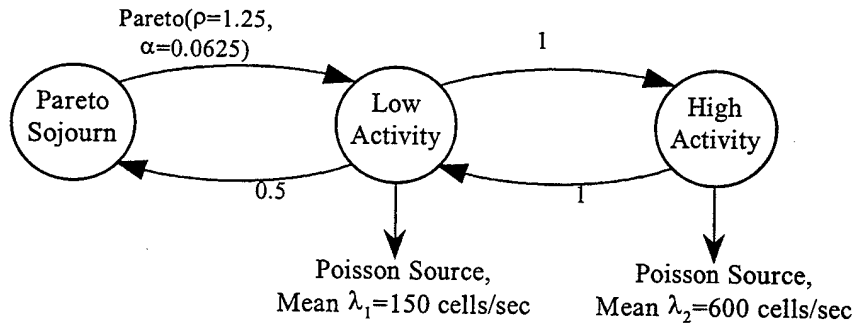 Pareto(ρ=1.25,
α=0.0625)
1
Pareto
Sojourn
Low
Activity
High
Activity
0.5
1
Poisson Source,
Mean λ₁=150 cells/sec
Poisson Source,
Mean λ₂=600 cells/sec